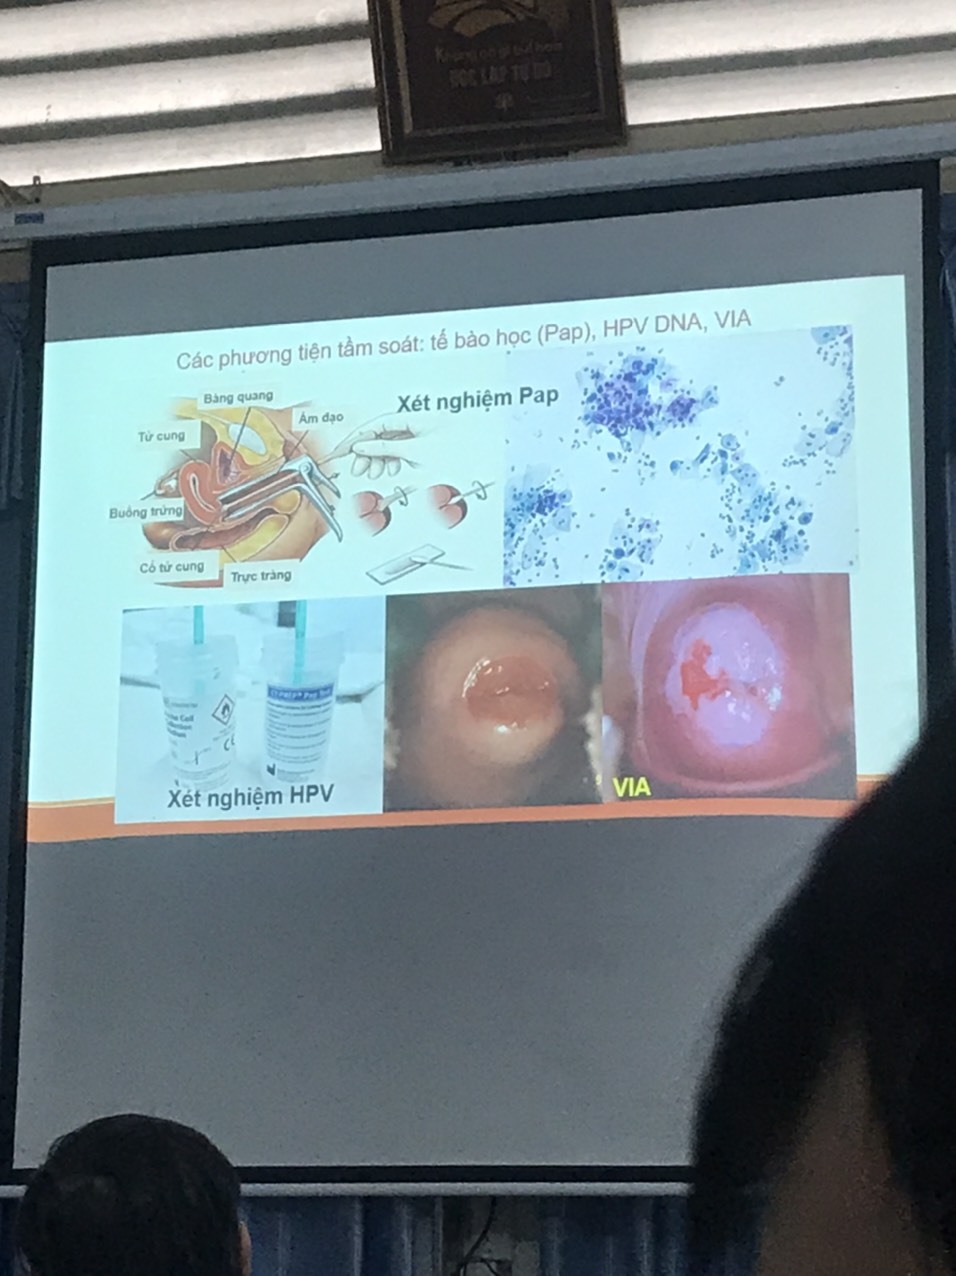 Các phương tiện tầm soát: tế bào học (Pap), HPV DNA, VIA
Bàng quang
Âm đạo
Xét nghiệm Pap
Tử cung
Buồng trứng
Cổ tử cung
Trực tràng
Xét nghiệm HPV
VIA
ĐỘC LẬP TỰ DO